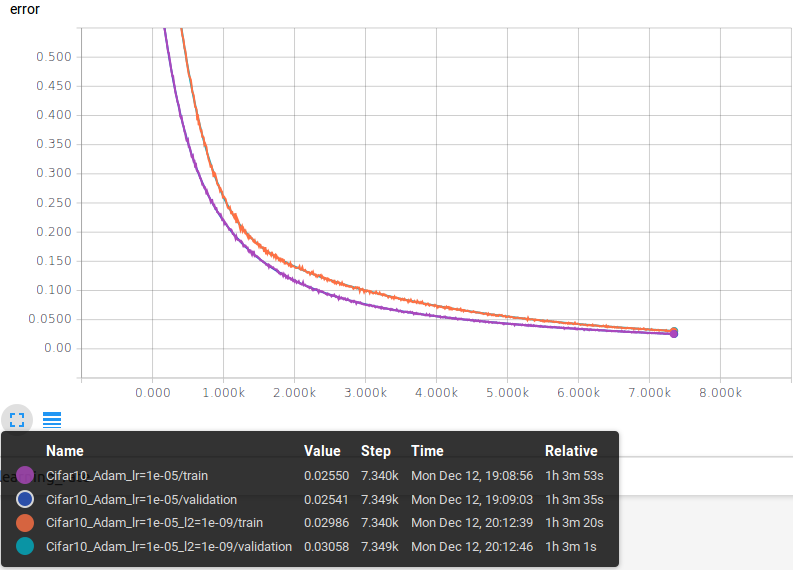 error
0.500
0.450
0.400
0.350
0.300
0.250
0.200
0.150
0.100
0.0500
0.00
0.000 1.000k 2.000k 3.000k 4.000k 5.000k 6.000k 7.000k 8.000k
Name Value Step Time Relative
Cifar10_Adam_lr=1e-05/train 0.02550 7.340k Mon Dec 12, 19:08:56 1h 3m 53s
Cifar10_Adam_lr=1e-05/validation 0.02541 7.349k Mon Dec 12, 19:09:03 1h 3m 35s
Cifar10_Adam_lr=1e-05_l2=1e-09/train 0.02986 7.340k Mon Dec 12, 20:12:39 1h 3m 20s
Cifar10_Adam_lr=1e-05_l2=1e-09/validation 0.03058 7.349k Mon Dec 12, 20:12:46 1h 3m 1s